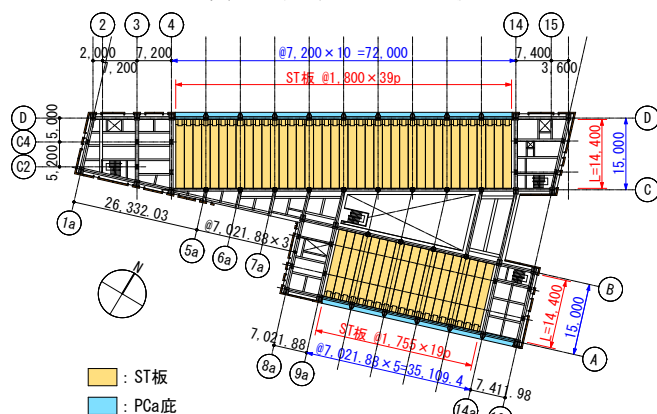 2
3
4
14
15
2,000
7,200
7,200
@7,200×10 =72,000
7,400
3,600
ST板 @1,800×39p
D
C4
C2
5,000
5,200
D
C
L=14,400
15,000
1a
26,332.03
5a
@7,021.88×3
6a
7a
N
7,021.88
8a
9a
ST板 @1,755×19p
@7,021.88×5=35,109.4
7,411.98
14a
L=14,400
15,000
B
A
:ST板
:PCa庇